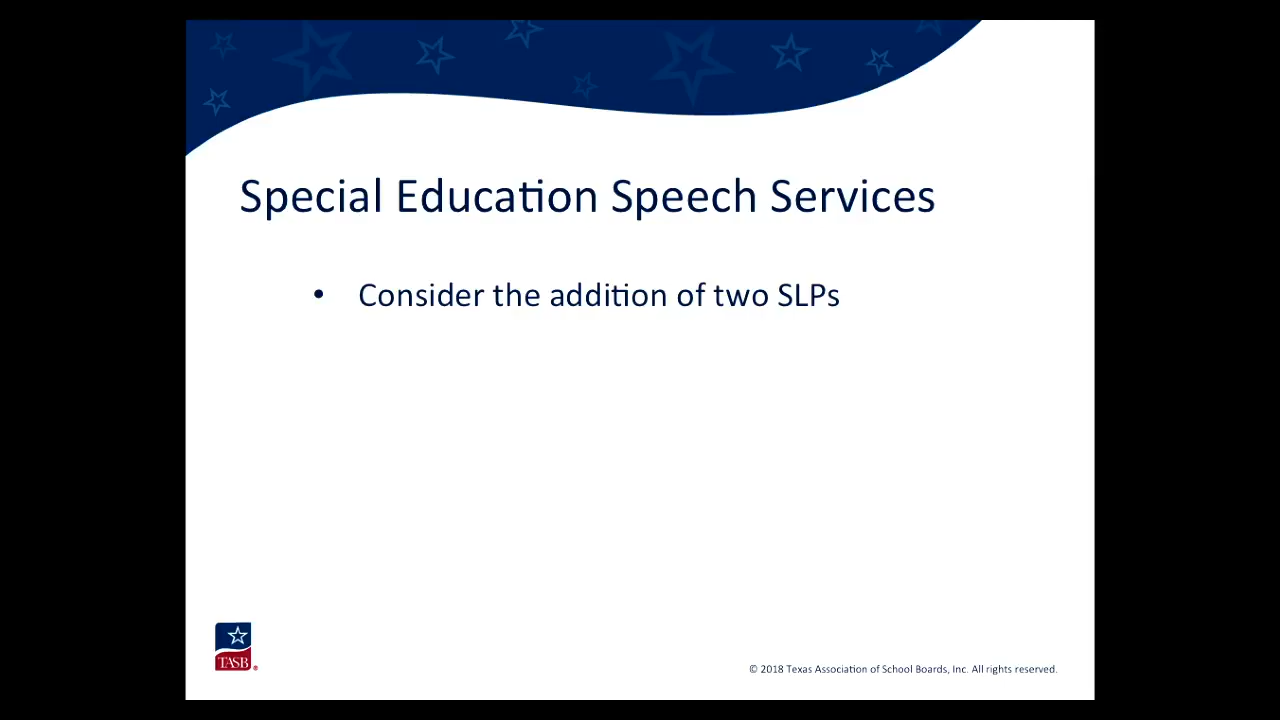 Special Education Speech Services
• Consider the addition of two SLPs
TASB®
© 2018 Texas Association of School Boards, Inc. All rights reserved.